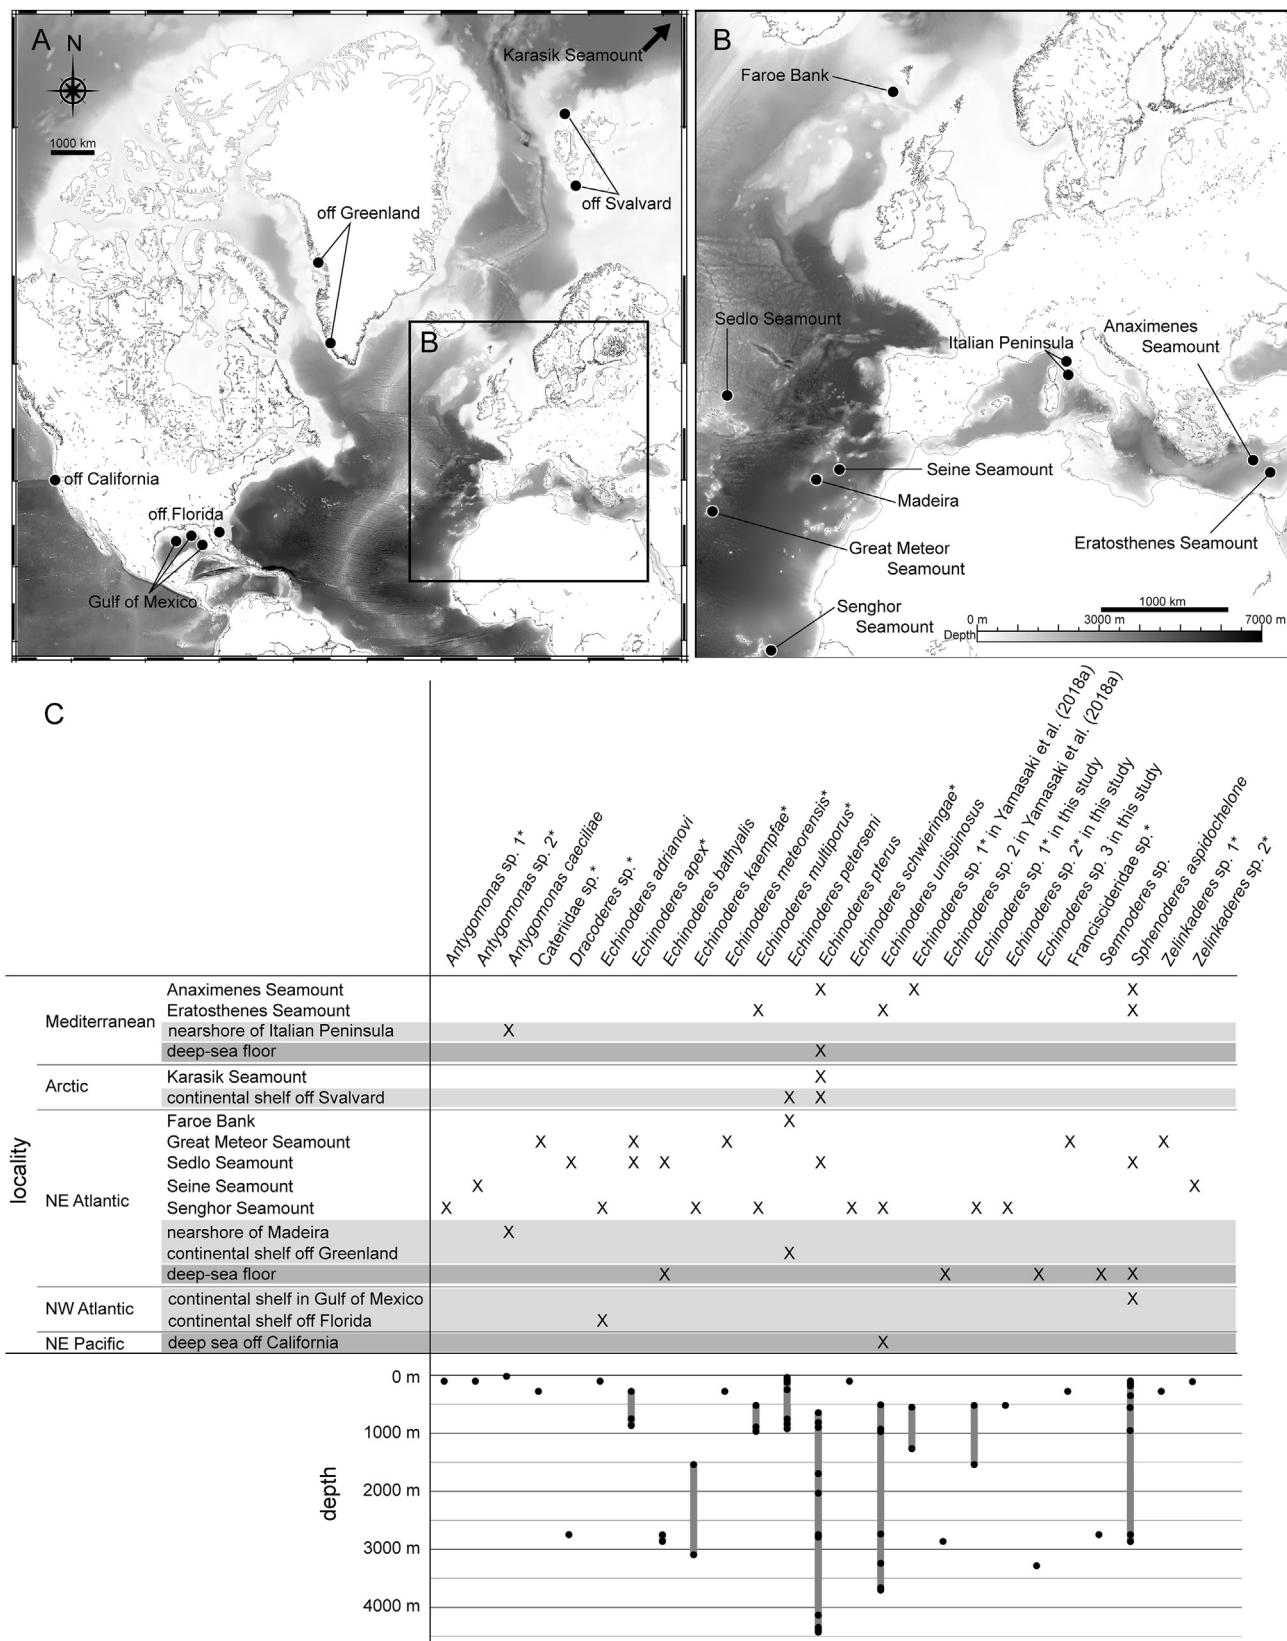 A
N
1000 km
Karasik Seamount
off Svalvard
off Greenland
B
off California
off Florida
Gulf of Mexico
B
Faroe Bank
Sedlo Seamount
Italian Peninsula
Anaximenes
Seamount
Seine Seamount
Madeira
Great Meteor
Seamount
Eratosthenes Seamount
Senghor
Seamount
1000 km
0 m
3000 m
7000 m
Depth
C
Antygomonas sp. 1*
Antygomonas sp. 2*
Antygomonas caeciliae
Cateriidae sp. *
Dracoderes sp. *
Echinoderes adrianovi
Echinoderes apex*
Echinoderes bathyalis
Echinoderes kaempfae*
Echinoderes meteorensis*
Echinoderes multiporus*
Echinoderes peterseni
Echinoderes pterus
Echinoderes schwieringae*
Echinoderes unispinosus
Echinoderes sp. 1* in Yamasaki et al. (2018a)
Echinoderes sp. 2 in Yamasaki et al. (2018a)
Echinoderes sp. 1* in this study
Echinoderes sp. 2* in this study
Echinoderes sp. 3 in this study
Franciscideridae sp. *
Semnoderes sp.
Sphenoderes aspidochelone
Zelinkaderes sp. 1*
Zelinkaderes sp. 2*
locality
Mediterranean
Anaximenes Seamount X X X
Eratosthenes Seamount X X X
nearshore of Italian Peninsula X
deep-sea floor X
Arctic
Karasik Seamount X
continental shelf off Svalvard X X
NE Atlantic
Faroe Bank X
Great Meteor Seamount X X X X X
Sedlo Seamount X X X X X
Seine Seamount X X
Senghor Seamount X X X X X X X X
nearshore of Madeira X
continental shelf off Greenland X
deep-sea floor X X X X X
NW Atlantic
continental shelf in Gulf of Mexico X
continental shelf off Florida X
NE Pacific
deep sea off California X
depth
0 m
1000 m
2000 m
3000 m
4000 m